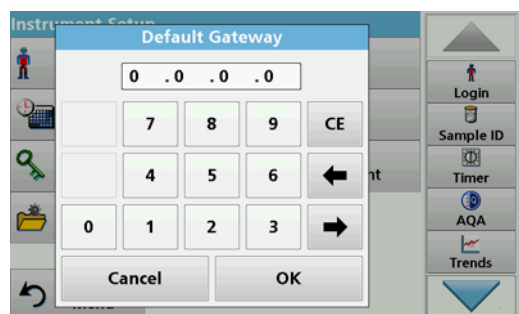 Instrument Setup
Default Gateway
0 .0 .0 .0
7 8 9 CE
4 5 6
0 1 2 3
Cancel OK
nt
Menu
Login
Sample ID
Timer
AQA
Trends